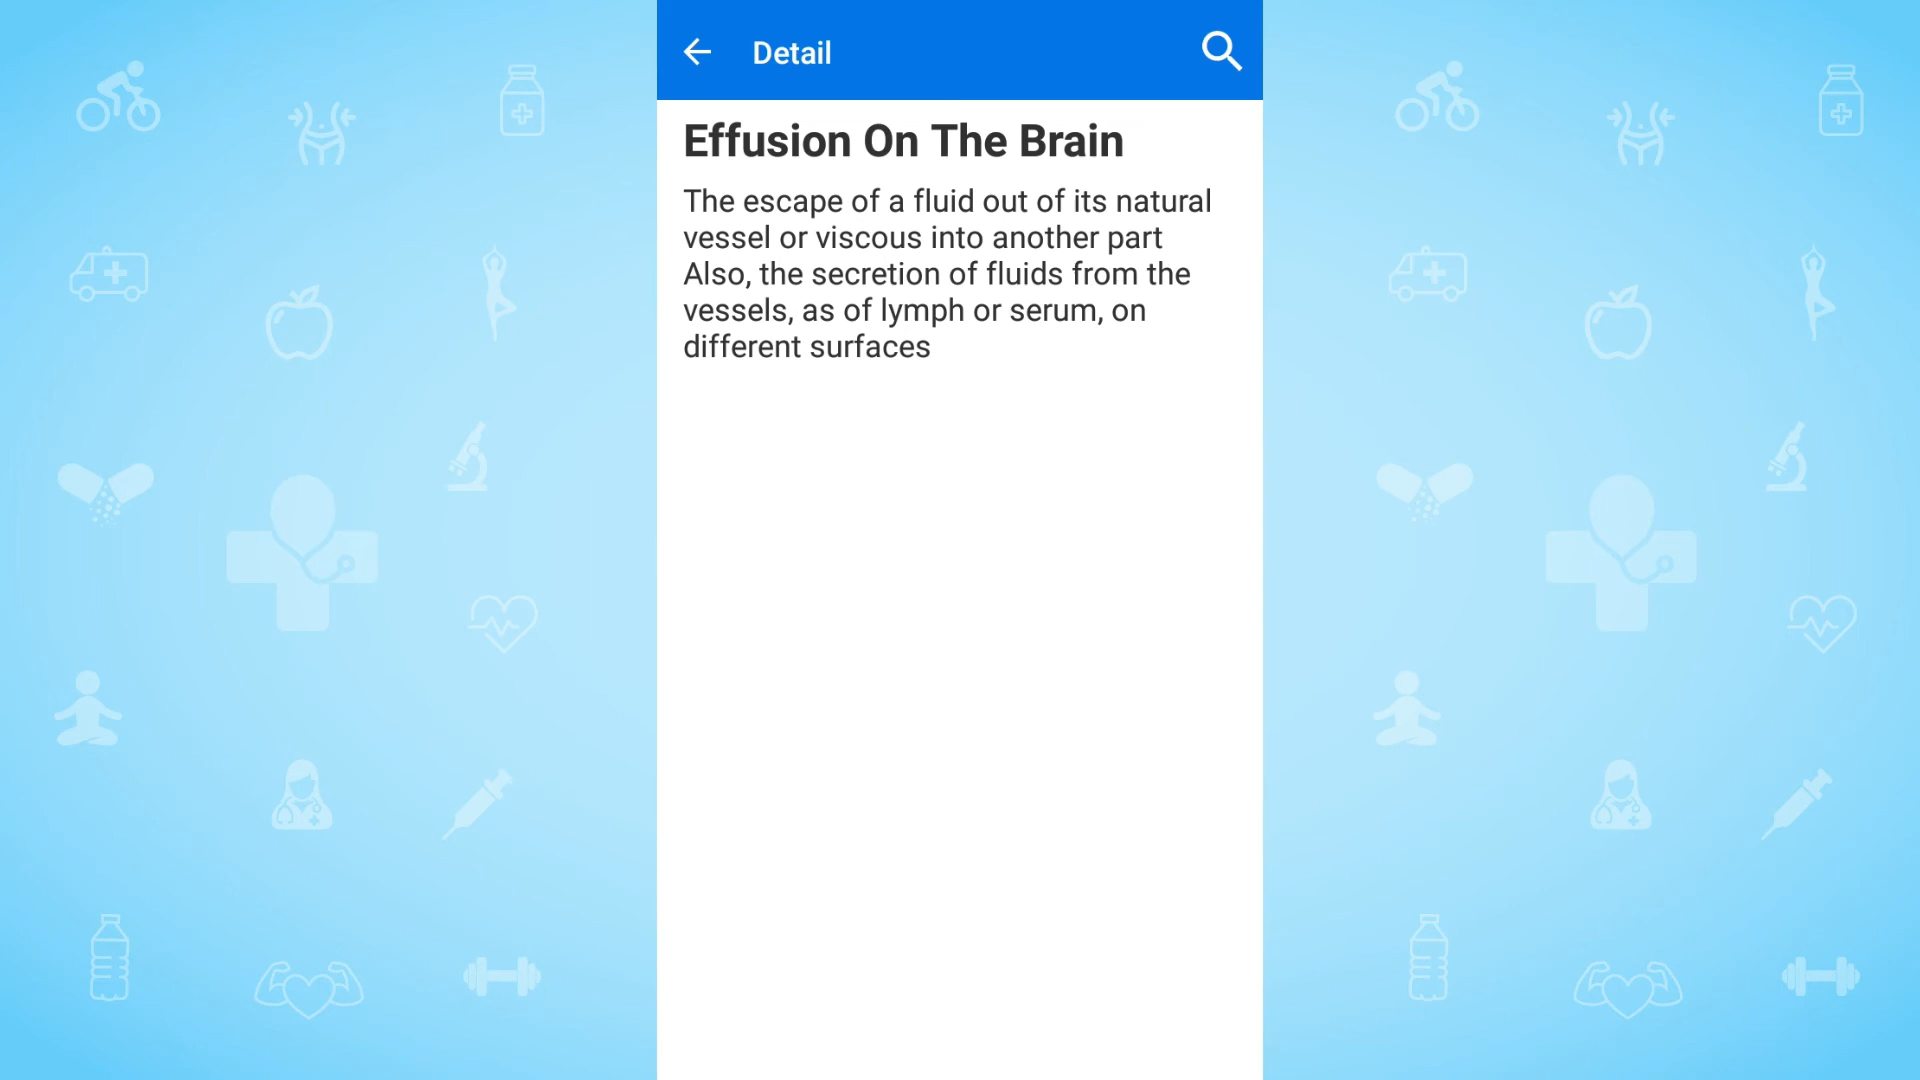 Detail
Effusion On The Brain
The escape of a fluid out of its natural
vessel or viscous into another part
Also, the secretion of fluids from the
vessels, as of lymph or serum, on
different surfaces